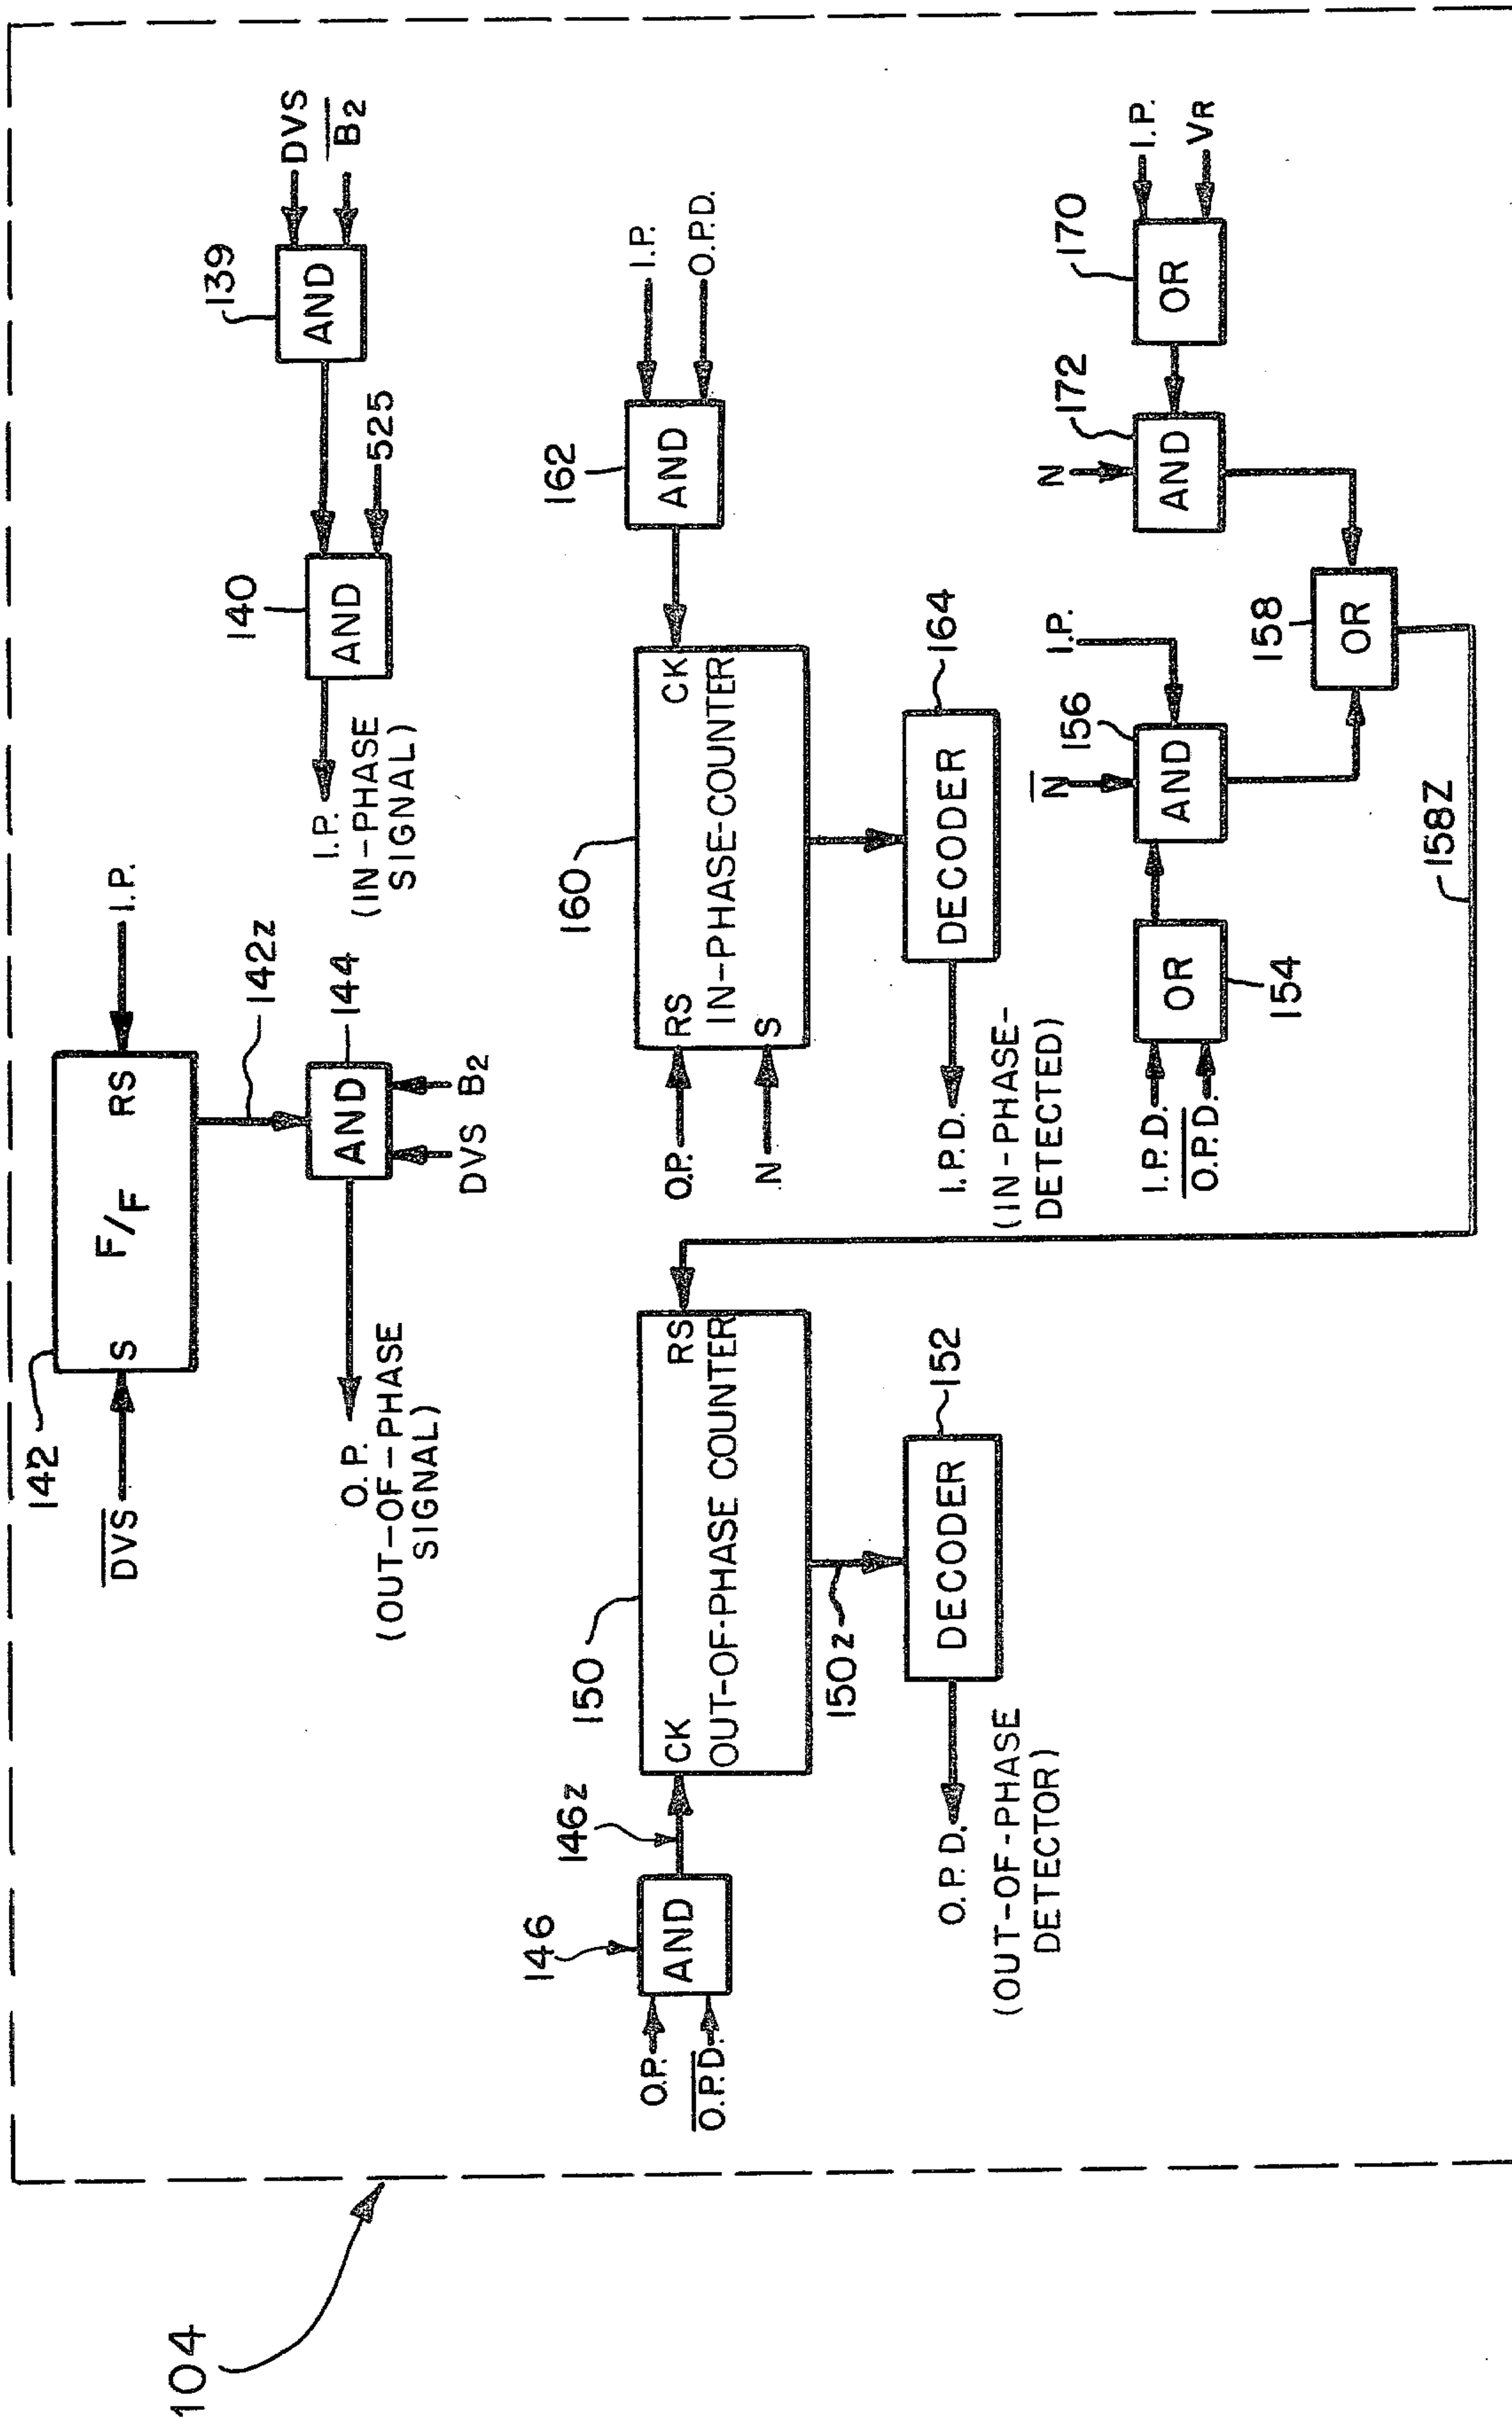 104
142
DVS
S
F/F
RS
I.P.
142z
144
AND
DVS
B2
O.P.
(OUT-OF-PHASE
SIGNAL)
139
DVS
B2
AND
140
AND
525
I.P.
(IN-PHASE
SIGNAL)
146
O.P.
O.P.D.
AND
146z
150
CK
RS
OUT-OF-PHASE COUNTER
150z
152
DECODER
O.P.D.
(OUT-OF-PHASE
DETECTOR)
160
O.P.
RS
CK
IN-PHASE-COUNTER
N
S
162
AND
I.P.
O.P.D.
164
DECODER
I.P.D.
(IN-PHASE-
DETECTED)
I.P.D.
O.P.D.
OR
154
N
156
AND
I.P.
158
OR
158Z
N
172
AND
170
OR
I.P.
VR